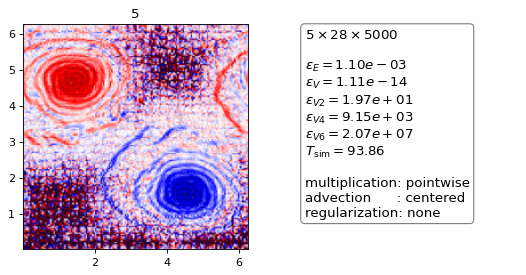 5
6
5
4
3
2
1
2
4
6
5 × 28 × 5000
ε_E = 1.10e − 03
ε_V = 1.11e − 14
ε_V2 = 1.97e + 01
ε_V4 = 9.15e + 03
ε_V6 = 2.07e + 07
T_sim = 93.86
multiplication: pointwise
advection : centered
regularization: none